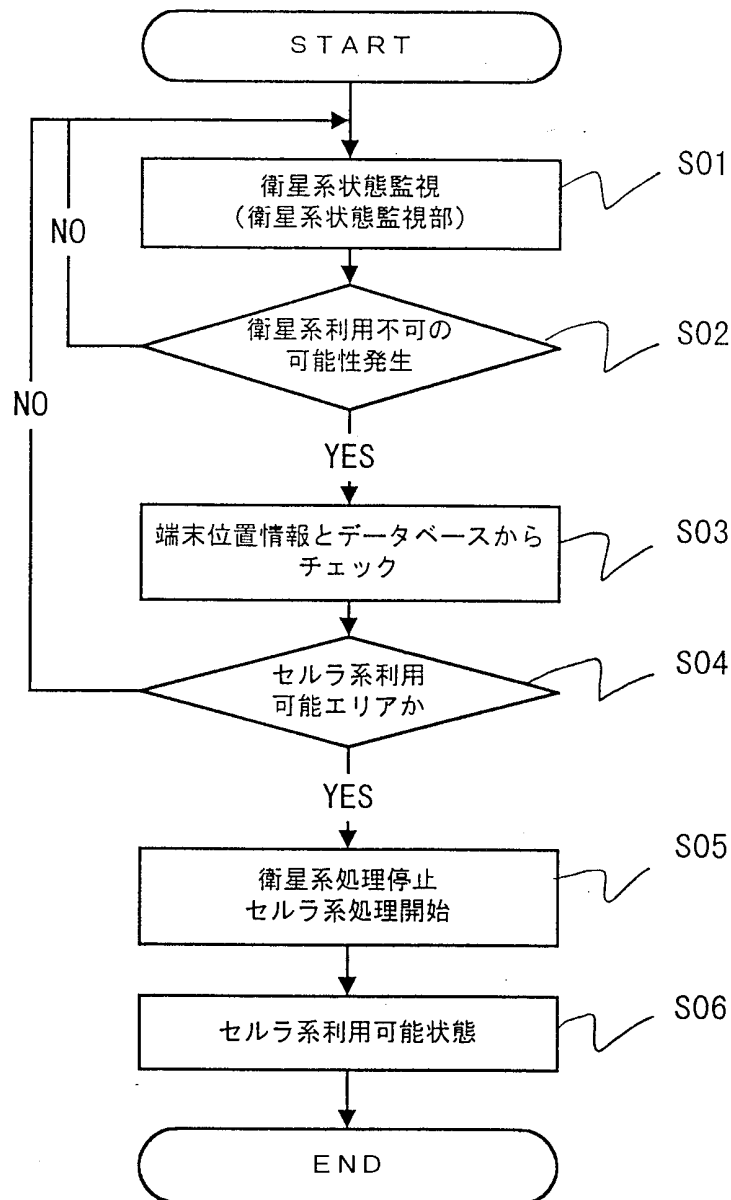 START
衛星系状態監視
(衛星系状態監視部)
S01
NO
衛星系利用不可の
可能性発生
S02
NO
YES
端末位置情報とデータベースから
チェック
S03
セルラ系利用
可能エリアか
S04
YES
衛星系処理停止
セルラ系処理開始
S05
セルラ系利用可能状態
S06
END